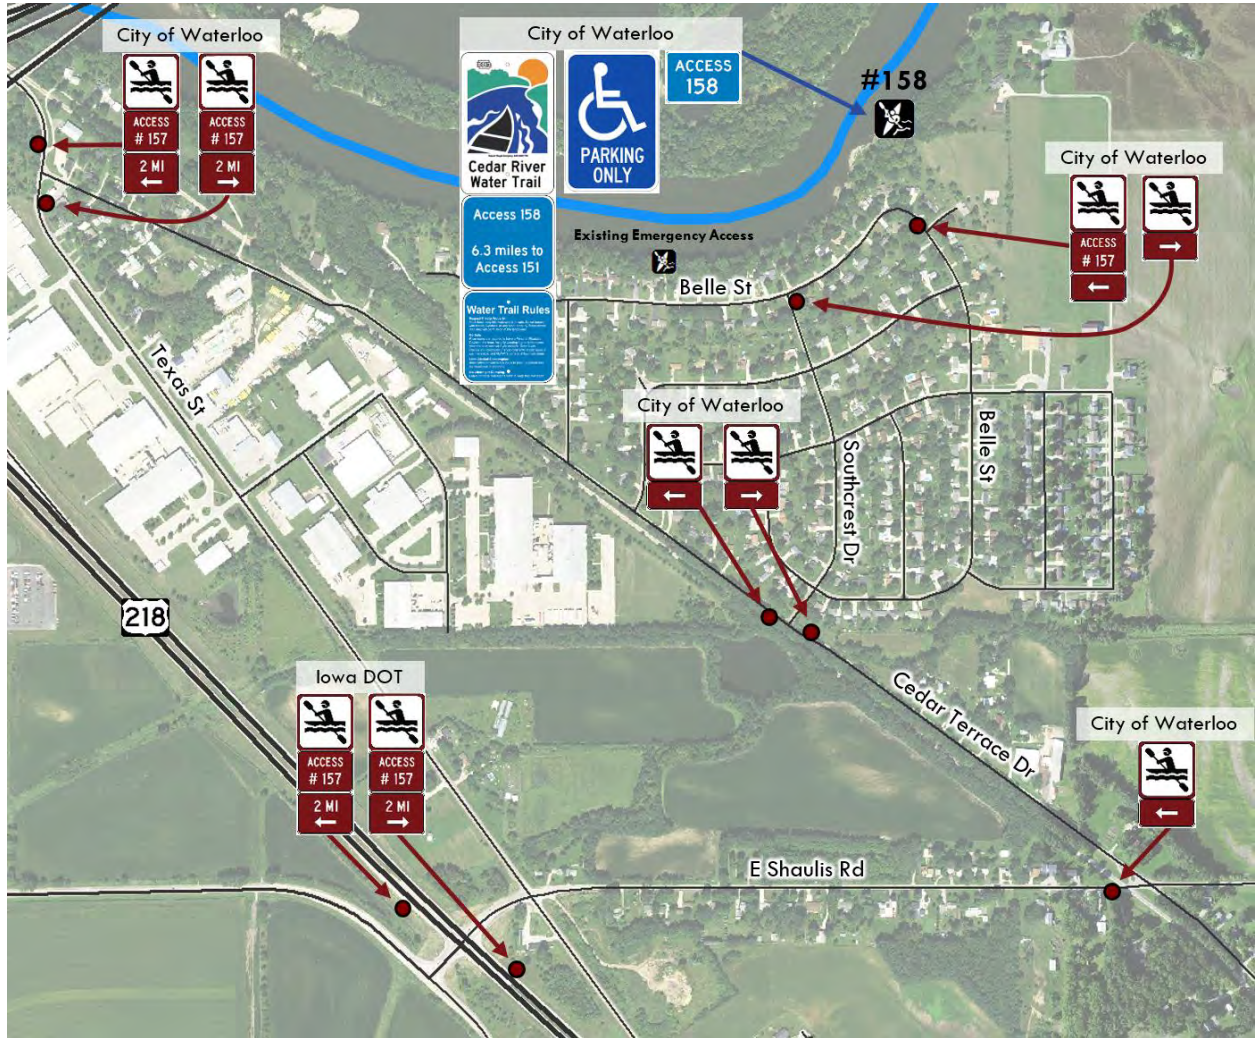 City of Waterloo
ACCESS
# 157
2 MI
ACCESS
# 157
2 MI
City of Waterloo
Cedar River
Water Trail
PARKING
ONLY
ACCESS
158
Access 158
6.3 miles to
Access 151
Water Trail Rules
#158
City of Waterloo
ACCESS
# 157
Existing Emergency Access
Belle St
Texas St
City of Waterloo
Southcrest Dr
Belle St
218
Iowa DOT
ACCESS
# 157
2 MI
ACCESS
# 157
2 MI
Cedar Terrace Dr
City of Waterloo
E Shaulis Rd